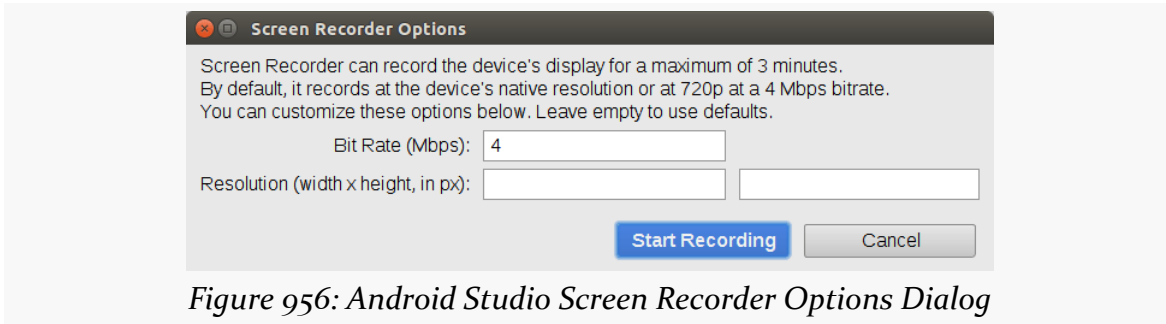 Screen Recorder Options
Screen Recorder can record the device's display for a maximum of 3 minutes.
By default, it records at the device's native resolution or at 720p at a 4 Mbps bitrate.
You can customize these options below. Leave empty to use defaults.
Bit Rate (Mbps): 4
Resolution (width x height, in px):
Start Recording Cancel
Figure 956: Android Studio Screen Recorder Options Dialog